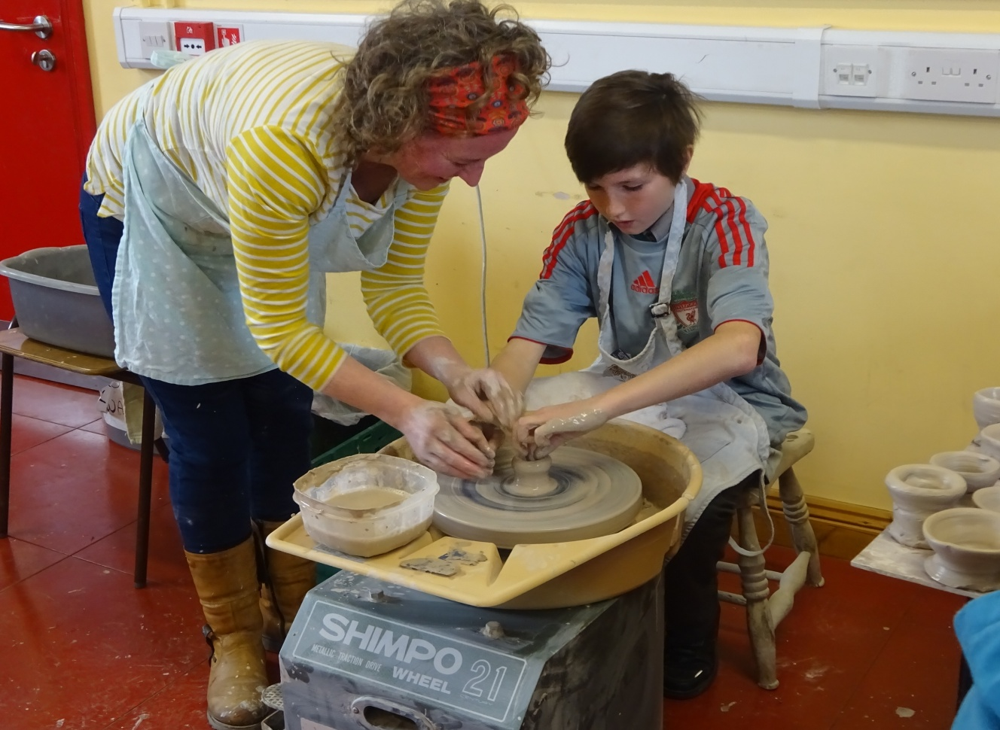 adidas
SHIMPO
METALLIC TRACTION DRIVE WHEEL 21